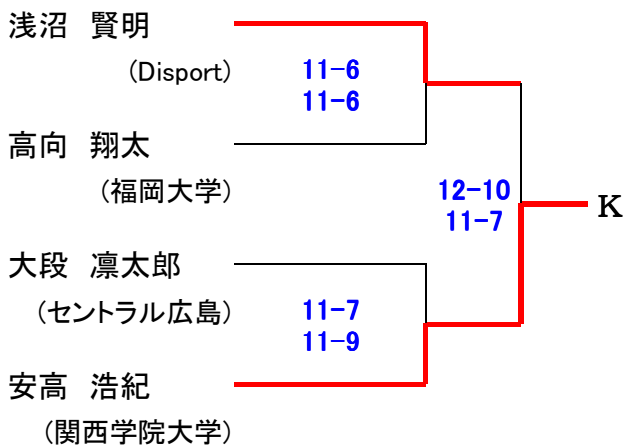 浅沼 賢明
(Disport)
11-6
11-6
高向 翔太
(福岡大学)
12-10
11-7
K
大段 凛太郎
(セントラル広島)
11-7
11-9
安高 浩紀
(関西学院大学)